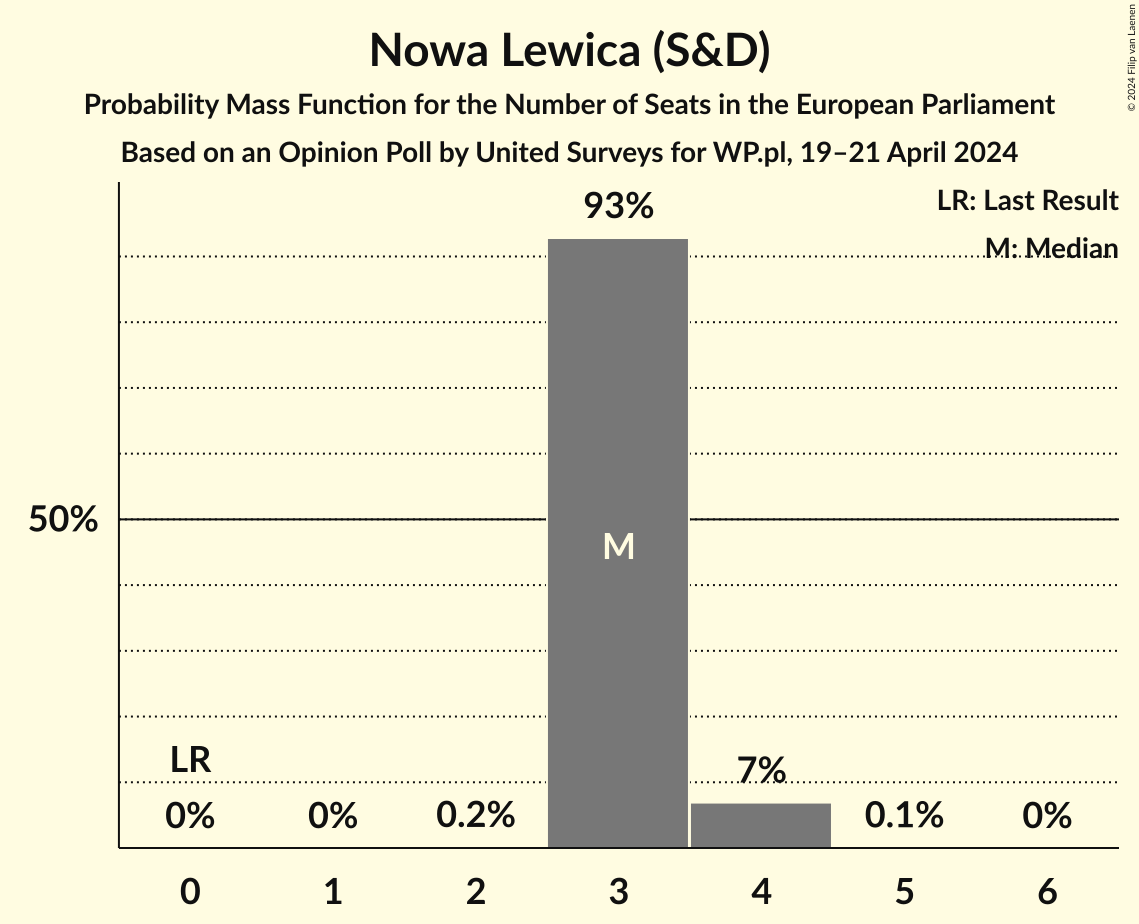 Nowa Lewica (S&D)
Probability Mass Function for the Number of Seats in the European Parliament
Based on an Opinion Poll by United Surveys for WP.pl, 19–21 April 2024
© 2024 Filip van Laenen
LR: Last Result
M: Median
93%
50%
M
LR
7%
0%
0%
0.2%
0.1%
0%
0
1
2
3
4
5
6